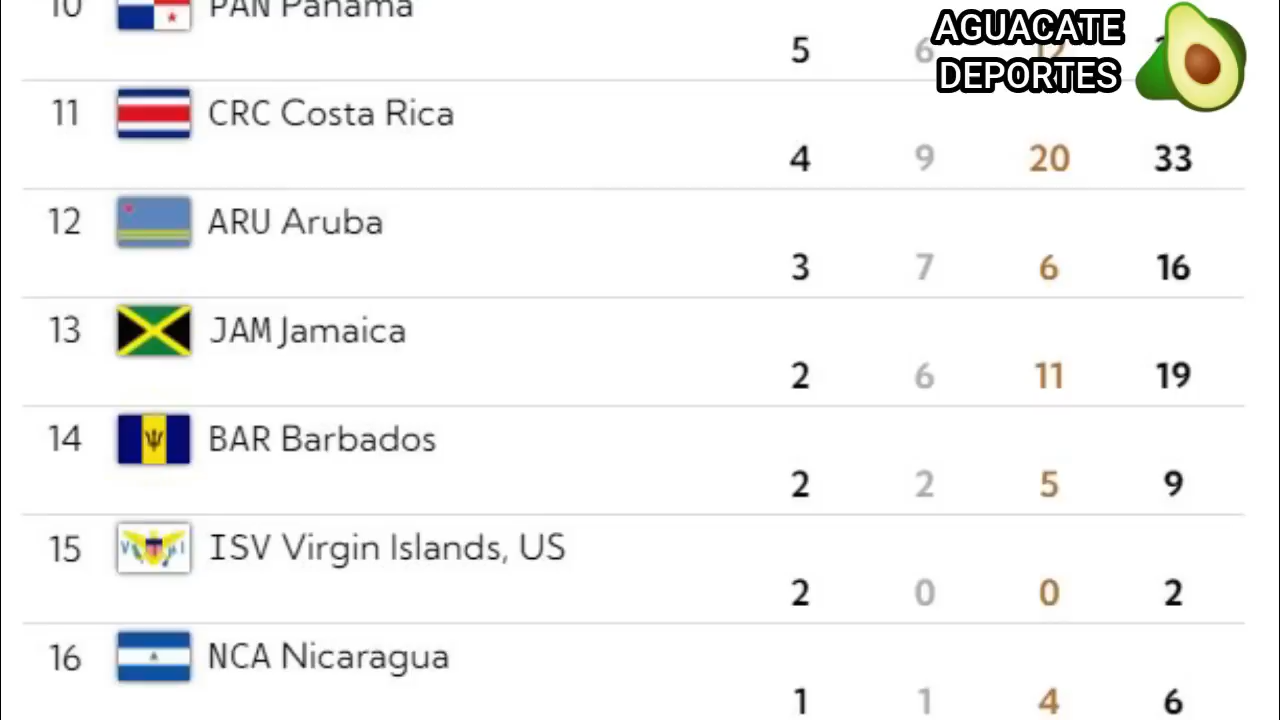 10 PAN Panama
AGUACATE
DEPORTES
5 6 12
11 CRC Costa Rica
4 9 20 33
12 ARU Aruba
3 7 6 16
13 JAM Jamaica
2 6 11 19
14 BAR Barbados
2 2 5 9
15 ISV Virgin Islands, US
2 0 0 2
16 NCA Nicaragua
1 1 4 6